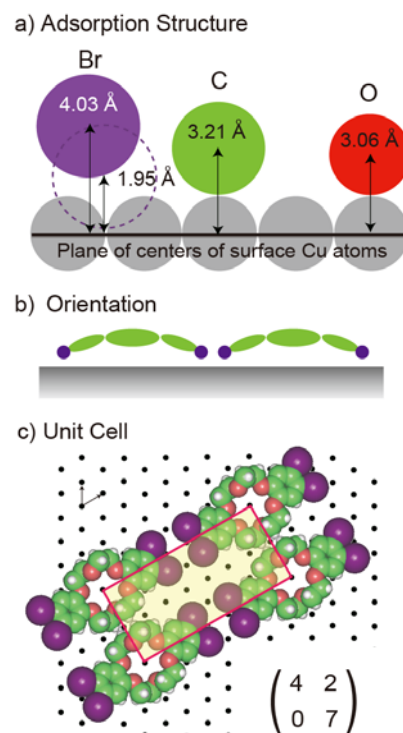 a) Adsorption Structure
Br
C
O
4.03 Å
3.21 Å
3.06 Å
1.95 Å
Plane of centers of surface Cu atoms
b) Orientation
c) Unit Cell
4 2
0 7